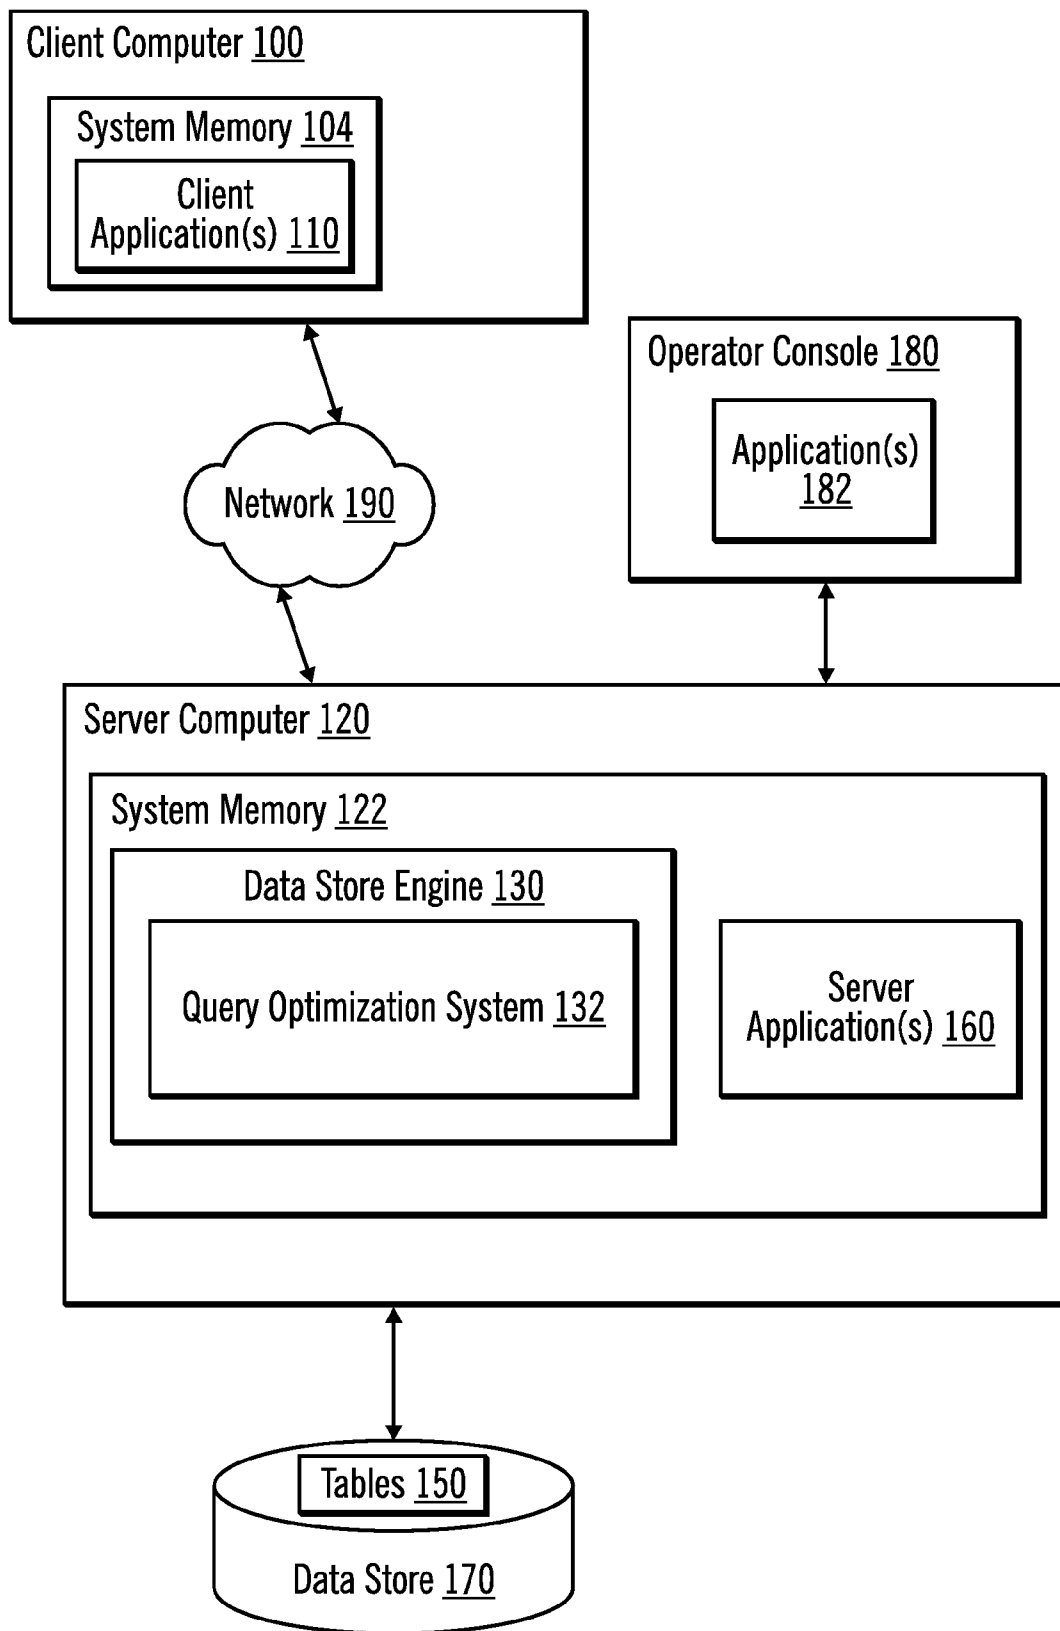 Client Computer 100
System Memory 104
Client
Application(s) 110
Operator Console 180
Application(s)
182
Network 190
Server Computer 120
System Memory 122
Data Store Engine 130
Query Optimization System 132
Server
Application(s) 160
Tables 150
Data Store 170